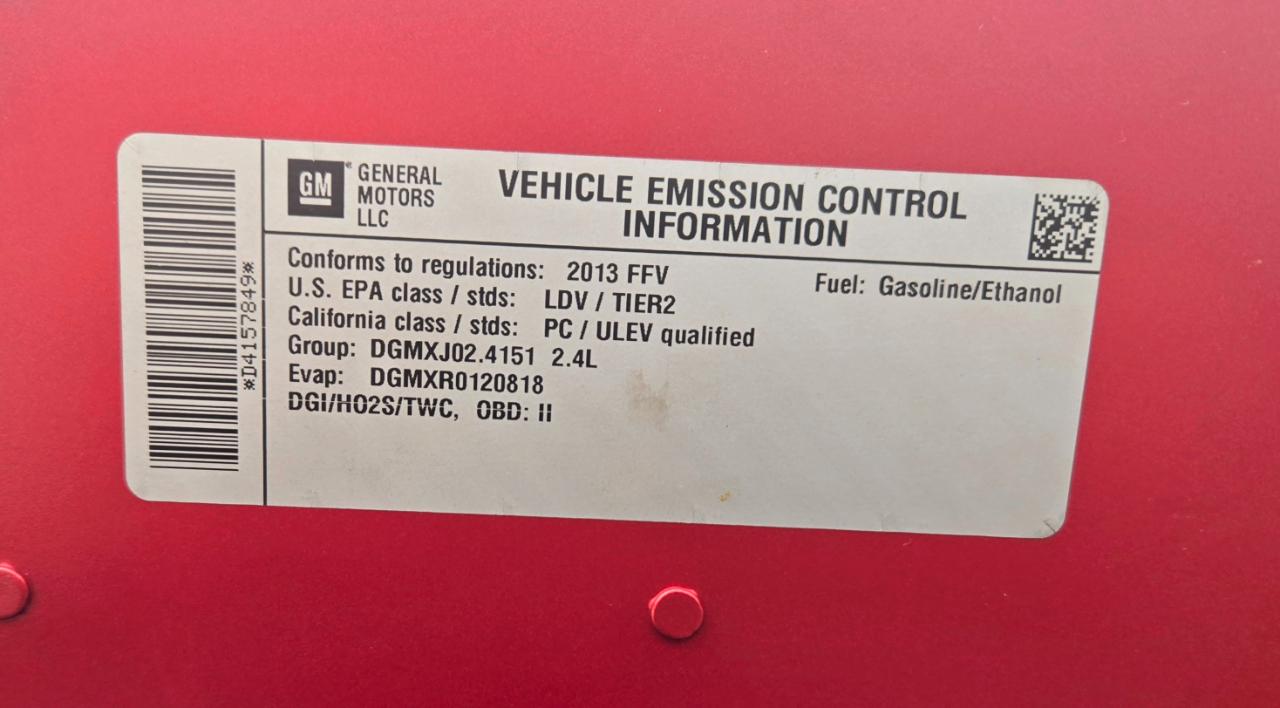 GM
GENERAL
MOTORS
LLC
VEHICLE EMISSION CONTROL
INFORMATION
Conforms to regulations: 2013 FFV
Fuel: Gasoline/Ethanol
U.S. EPA class / stds: LDV / TIER2
California class / stds: PC / ULEV qualified
Group: DGMXJ02.4151 2.4L
Evap: DGMXR0120818
DGI/HO2S/TWC, OBD: II
*D4157849*